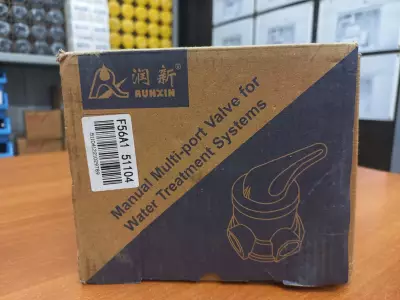 润新®
RUNXIN
F56A1 51104
Manual Multi-port Valve for
Water Treatment Systems